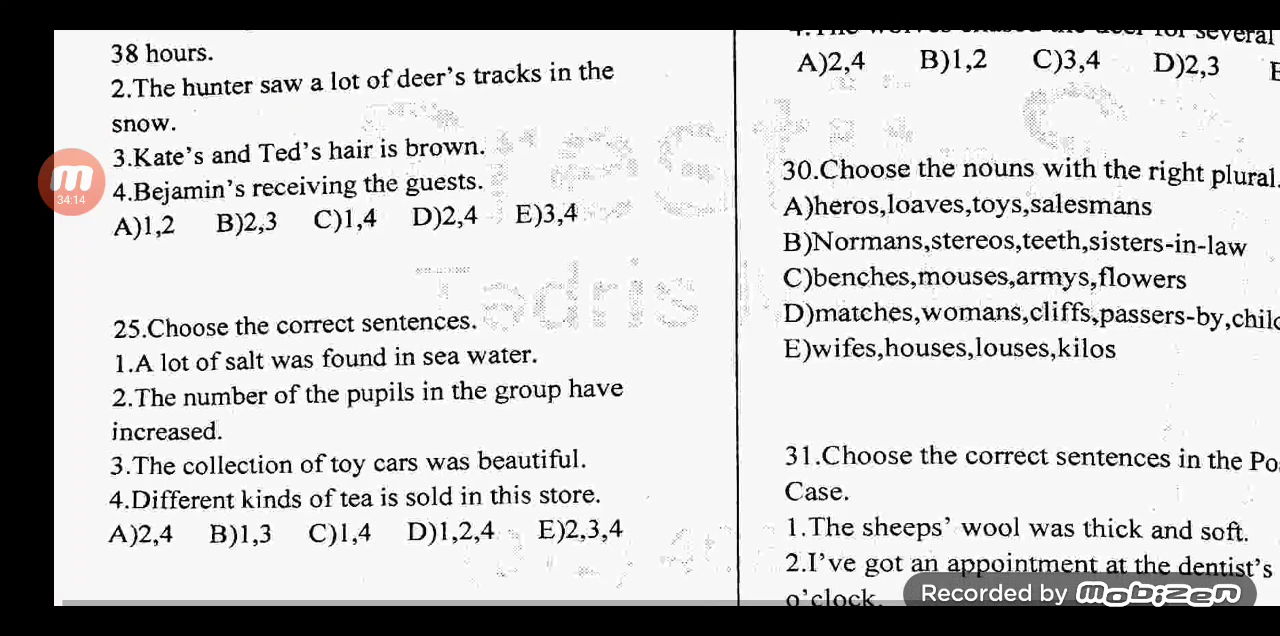 38 hours.
2.The hunter saw a lot of deer's tracks in the
snow.
3.Kate's and Ted's hair is brown.
4.Bejamin's receiving the guests.
A)1,2 B)2,3 C)1,4 D)2,4 E)3,4
25.Choose the correct sentences.
1.A lot of salt was found in sea water.
2.The number of the pupils in the group have
increased.
3.The collection of toy cars was beautiful.
4.Different kinds of tea is sold in this store.
A)2,4 B)1,3 C)1,4 D)1,2,4 E)2,3,4
for several
A)2,4 B)1,2 C)3,4 D)2,3
30.Choose the nouns with the right plural.
A)heros,loaves,toys,salesmans
B)Normans,stereos,teeth,sisters-in-law
C)benches,mouses,armys,flowers
D)matches,womans,cliffs,passers-by,
E)wifes,houses,louses,kilos
31.Choose the correct sentences in the
Case.
1.The sheeps' wool was thick and soft.
2.I've got an appointment at the dentist's
o'clock.
34:14
Tadris
Recorded by mobizen